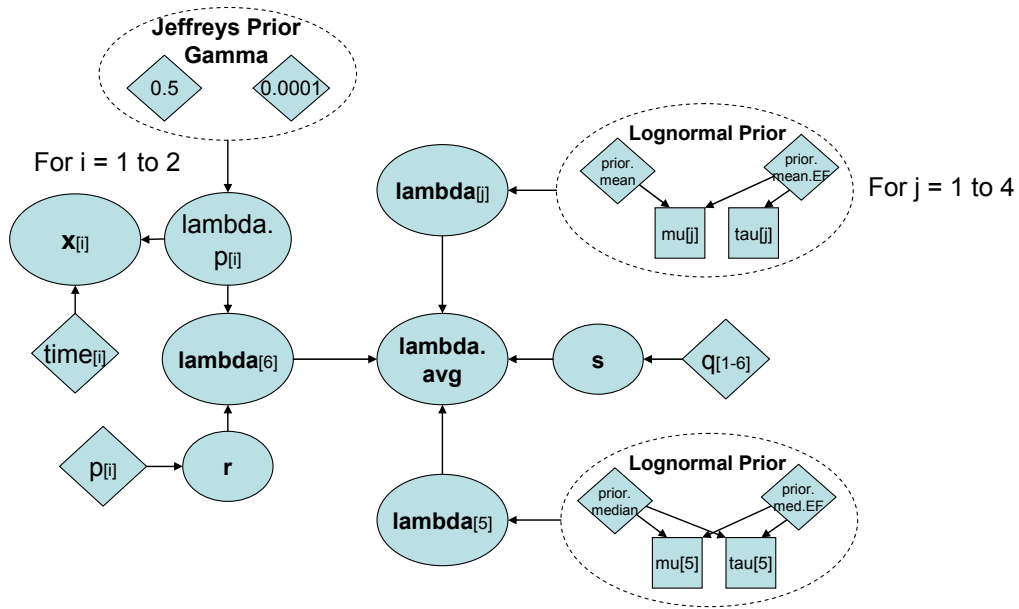 Jeffreys Prior
Gamma
0.5
0.0001
For i = 1 to 2
x[i]
lambda.
p[i]
time[i]
lambda[6]
p[i]
r
lambda[j]
Lognormal Prior
prior.
mean
prior.
mean.EF
mu[j]
tau[j]
For j = 1 to 4
lambda.
avg
s
q[1-6]
lambda[5]
Lognormal Prior
prior.
median
prior.
med.EF
mu[5]
tau[5]